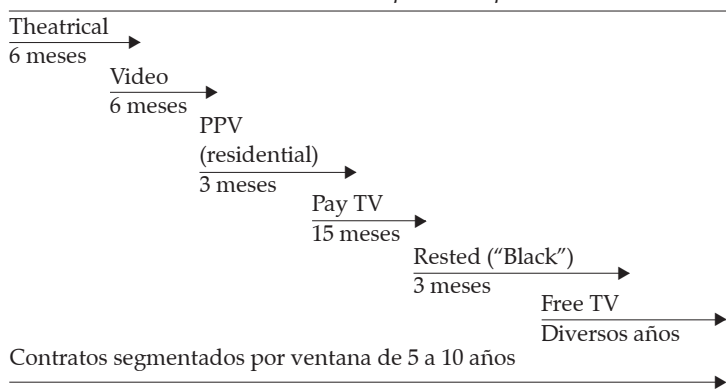 Theatrical
6 meses
Video
6 meses
PPV
(residential)
3 meses
Pay TV
15 meses
Rested (“Black”)
3 meses
Free TV
Diversos años
Contratos segmentados por ventana de 5 a 10 años